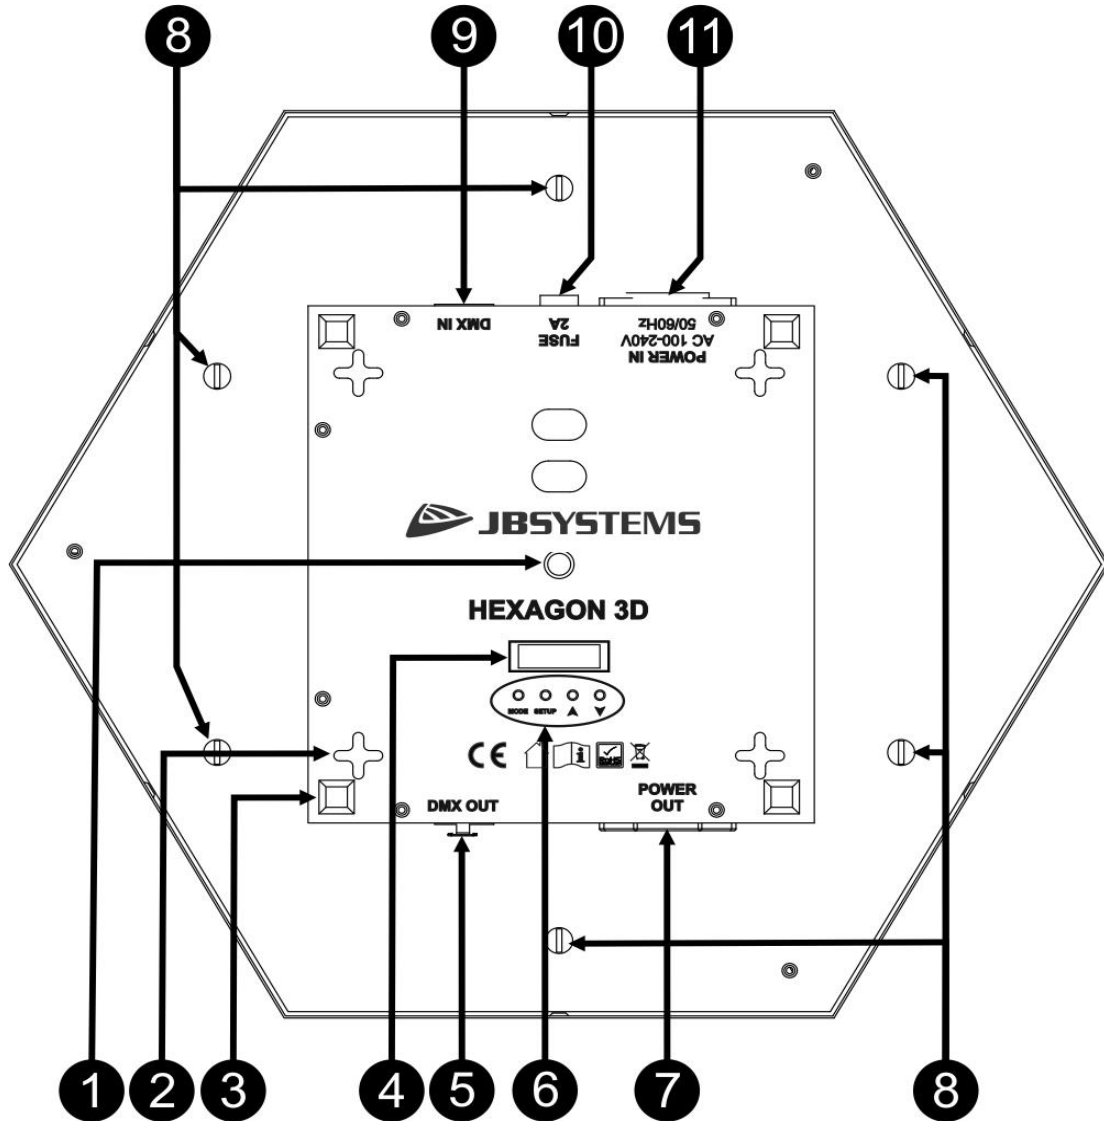 8 9 10 11
DMX IN
FUSE
2A
POWER IN
AC 100-240V
50/60Hz
JBSYSTEMS
HEXAGON 3D
MODE SETUP
CE i RoHS
DMX OUT
POWER
OUT
1 2 3 4 5 6 7 8